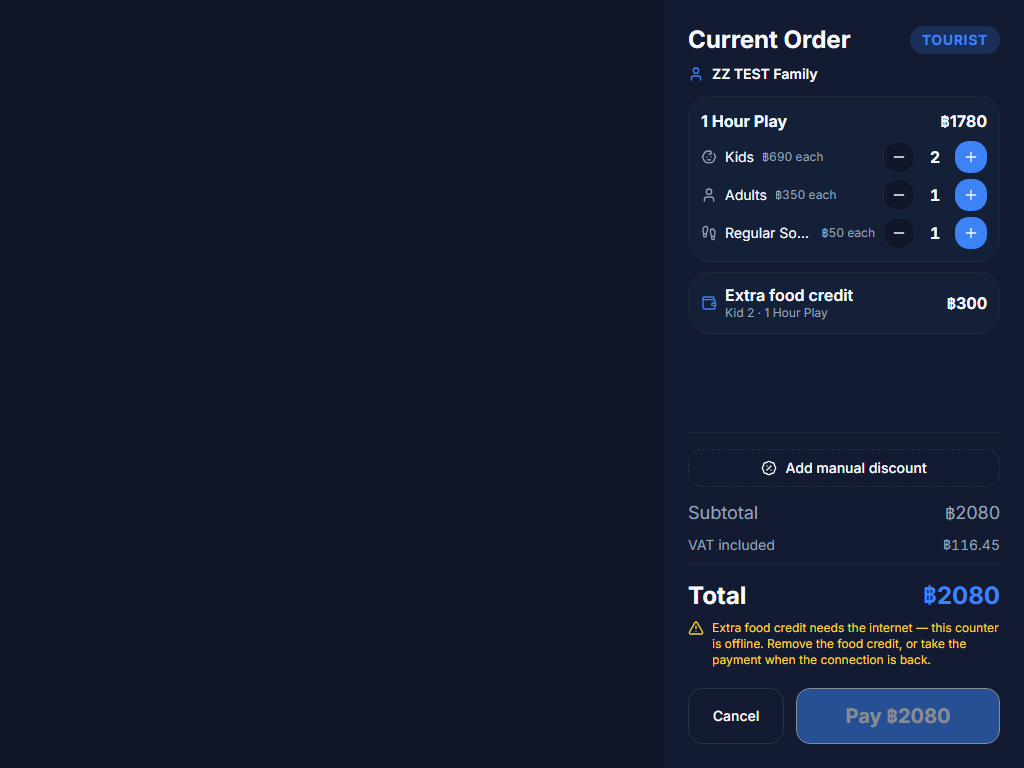 Current Order
TOURIST
ZZ TEST Family
1 Hour Play ฿1780
Kids ฿690 each − 2 +
Adults ฿350 each − 1 +
Regular So... ฿50 each − 1 +
Extra food credit ฿300
Kid 2 · 1 Hour Play
Add manual discount
Subtotal ฿2080
VAT included ฿116.45
Total ฿2080
Extra food credit needs the internet — this counter
is offline. Remove the food credit, or take the
payment when the connection is back.
Cancel
Pay ฿2080